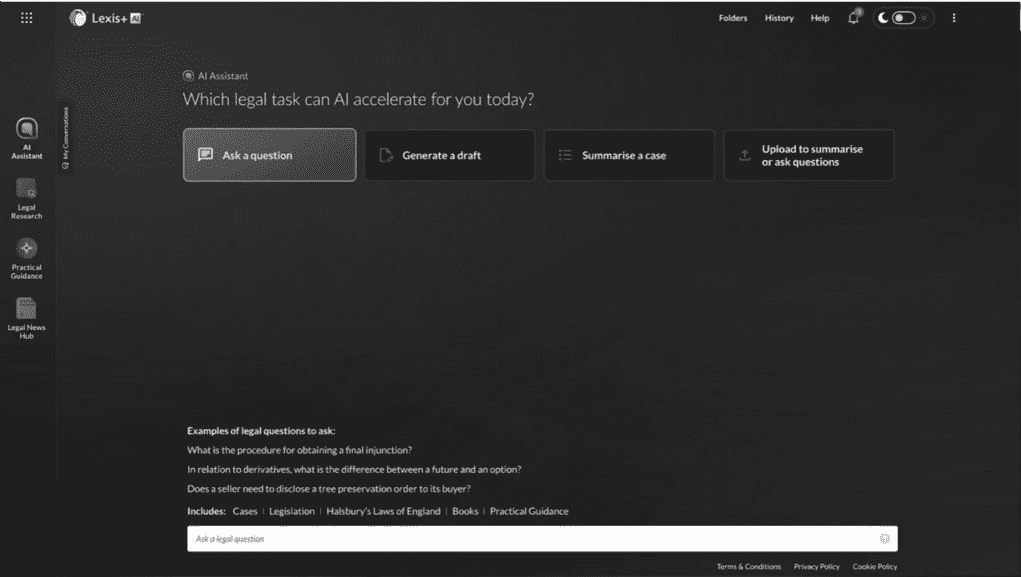 Lexis+ AI
Folders
History
Help
AI Assistant
Which legal task can AI accelerate for you today?
My Conversations
AI
Assistant
Ask a question
Generate a draft
Summarise a case
Upload to summarise
or ask questions
Legal
Research
Practical
Guidance
Legal News
Hub
Examples of legal questions to ask:
What is the procedure for obtaining a final injunction?
In relation to derivatives, what is the difference between a future and an option?
Does a seller need to disclose a tree preservation order to its buyer?
Includes: Cases | Legislation | Halsbury's Laws of England | Books | Practical Guidance
Ask a legal question
Terms & Conditions
Privacy Policy
Cookie Policy